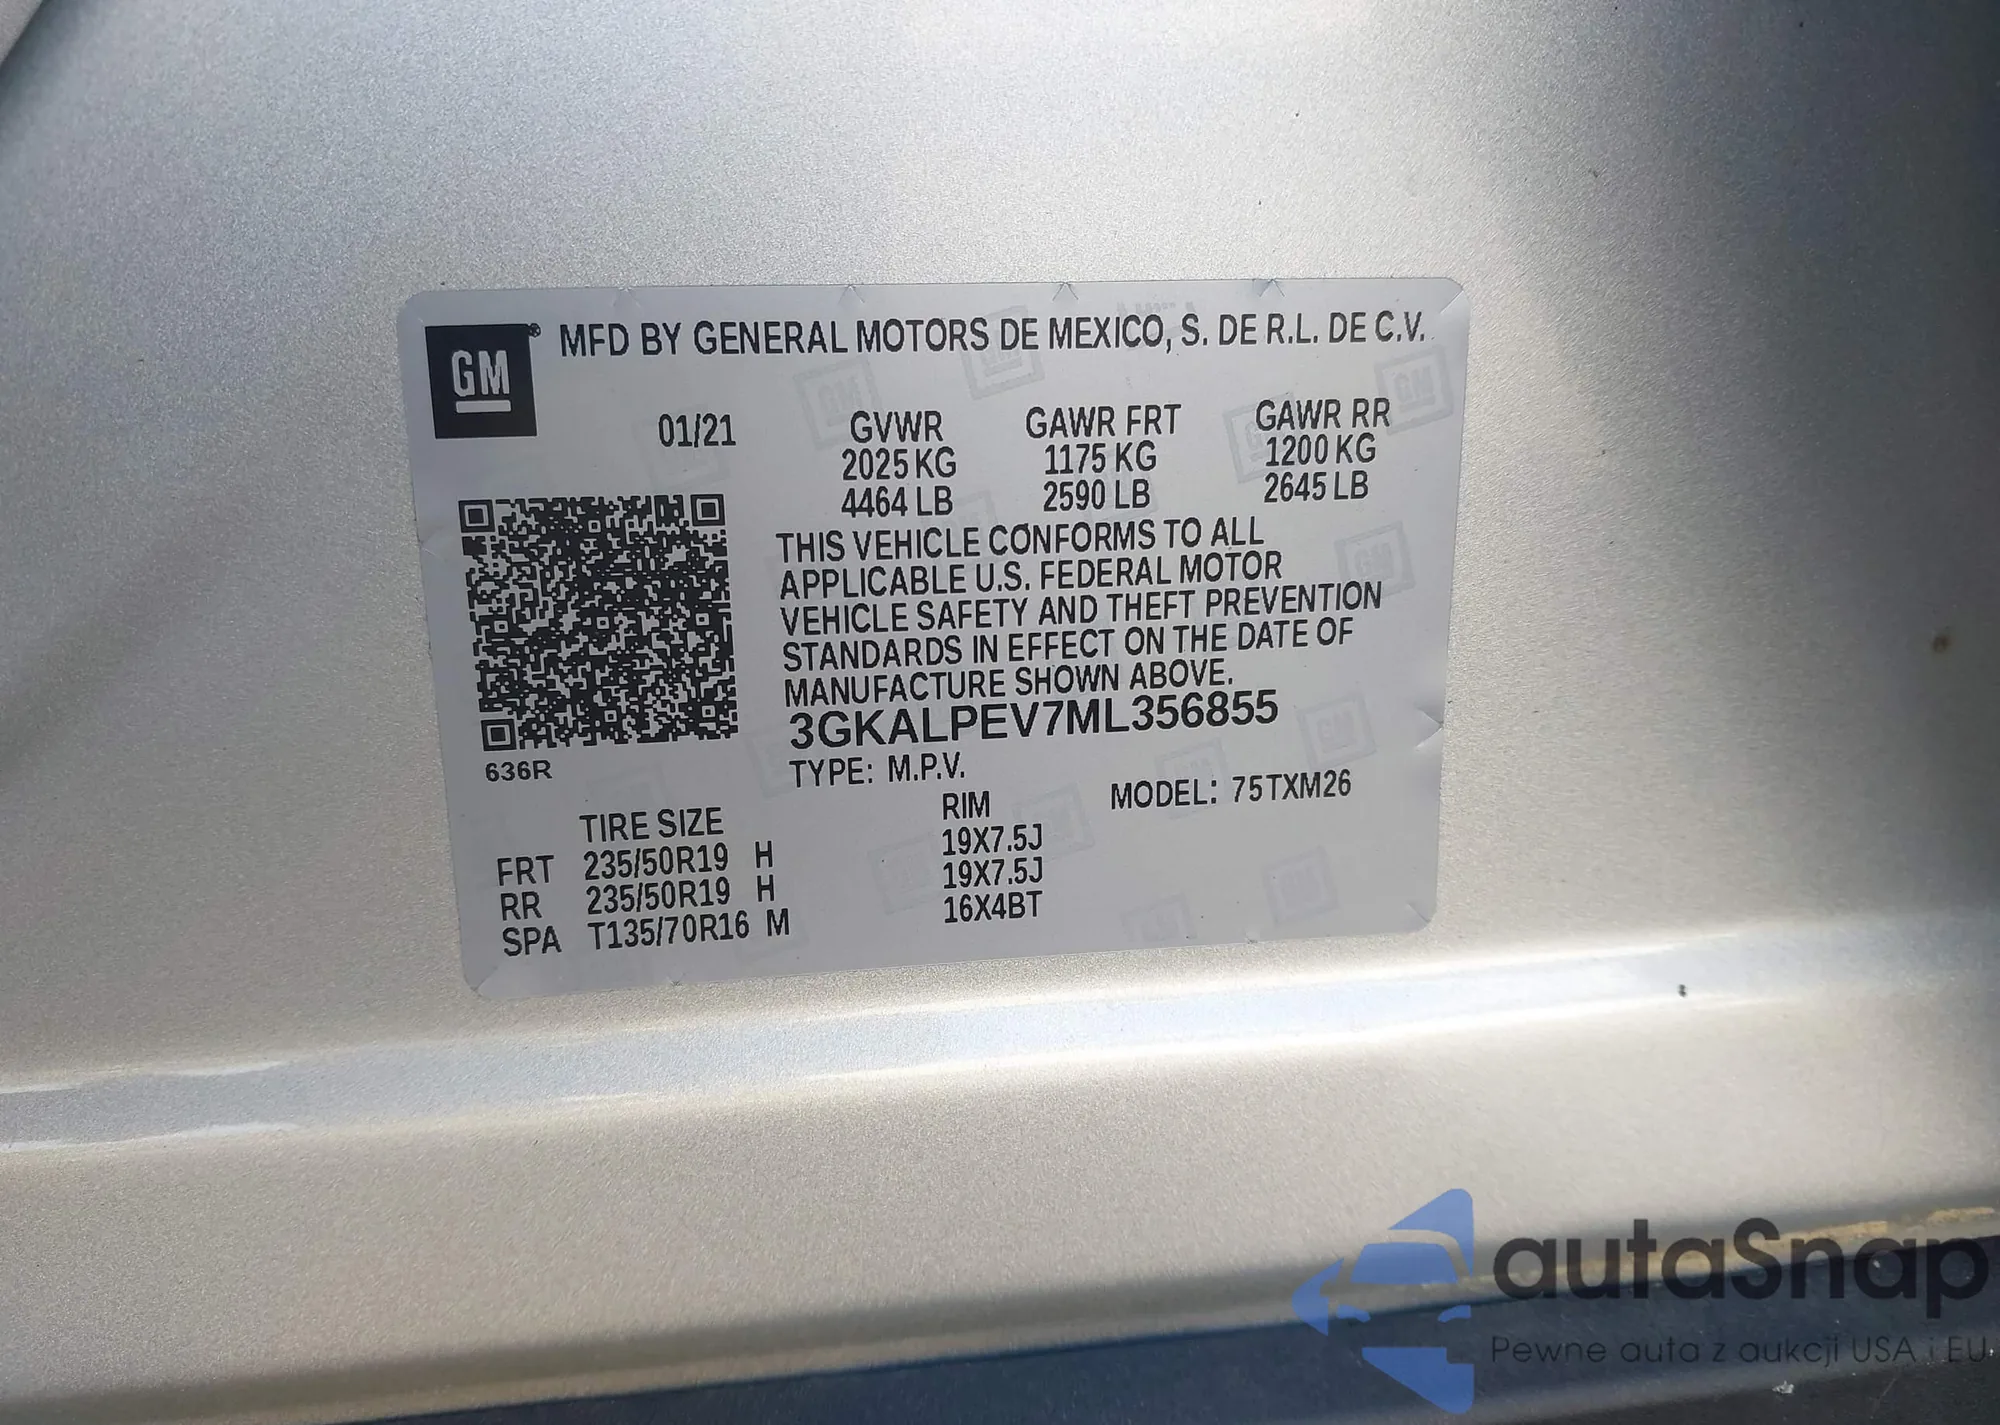 GM ® MFD BY GENERAL MOTORS DE MEXICO, S. DE R.L. DE C.V.
01/21 GVWR GAWR FRT GAWR RR
2025 KG 1175 KG 1200 KG
4464 LB 2590 LB 2645 LB
THIS VEHICLE CONFORMS TO ALL
APPLICABLE U.S. FEDERAL MOTOR
VEHICLE SAFETY AND THEFT PREVENTION
STANDARDS IN EFFECT ON THE DATE OF
MANUFACTURE SHOWN ABOVE.
3GKALPEV7ML356855
636R TYPE: M.P.V. MODEL: 75TXM26
TIRE SIZE RIM
FRT 235/50R19 H 19X7.5J
RR 235/50R19 H 19X7.5J
SPA T135/70R16 M 16X4BT
autaSnap
Pewne auta z aukcji USA i EU